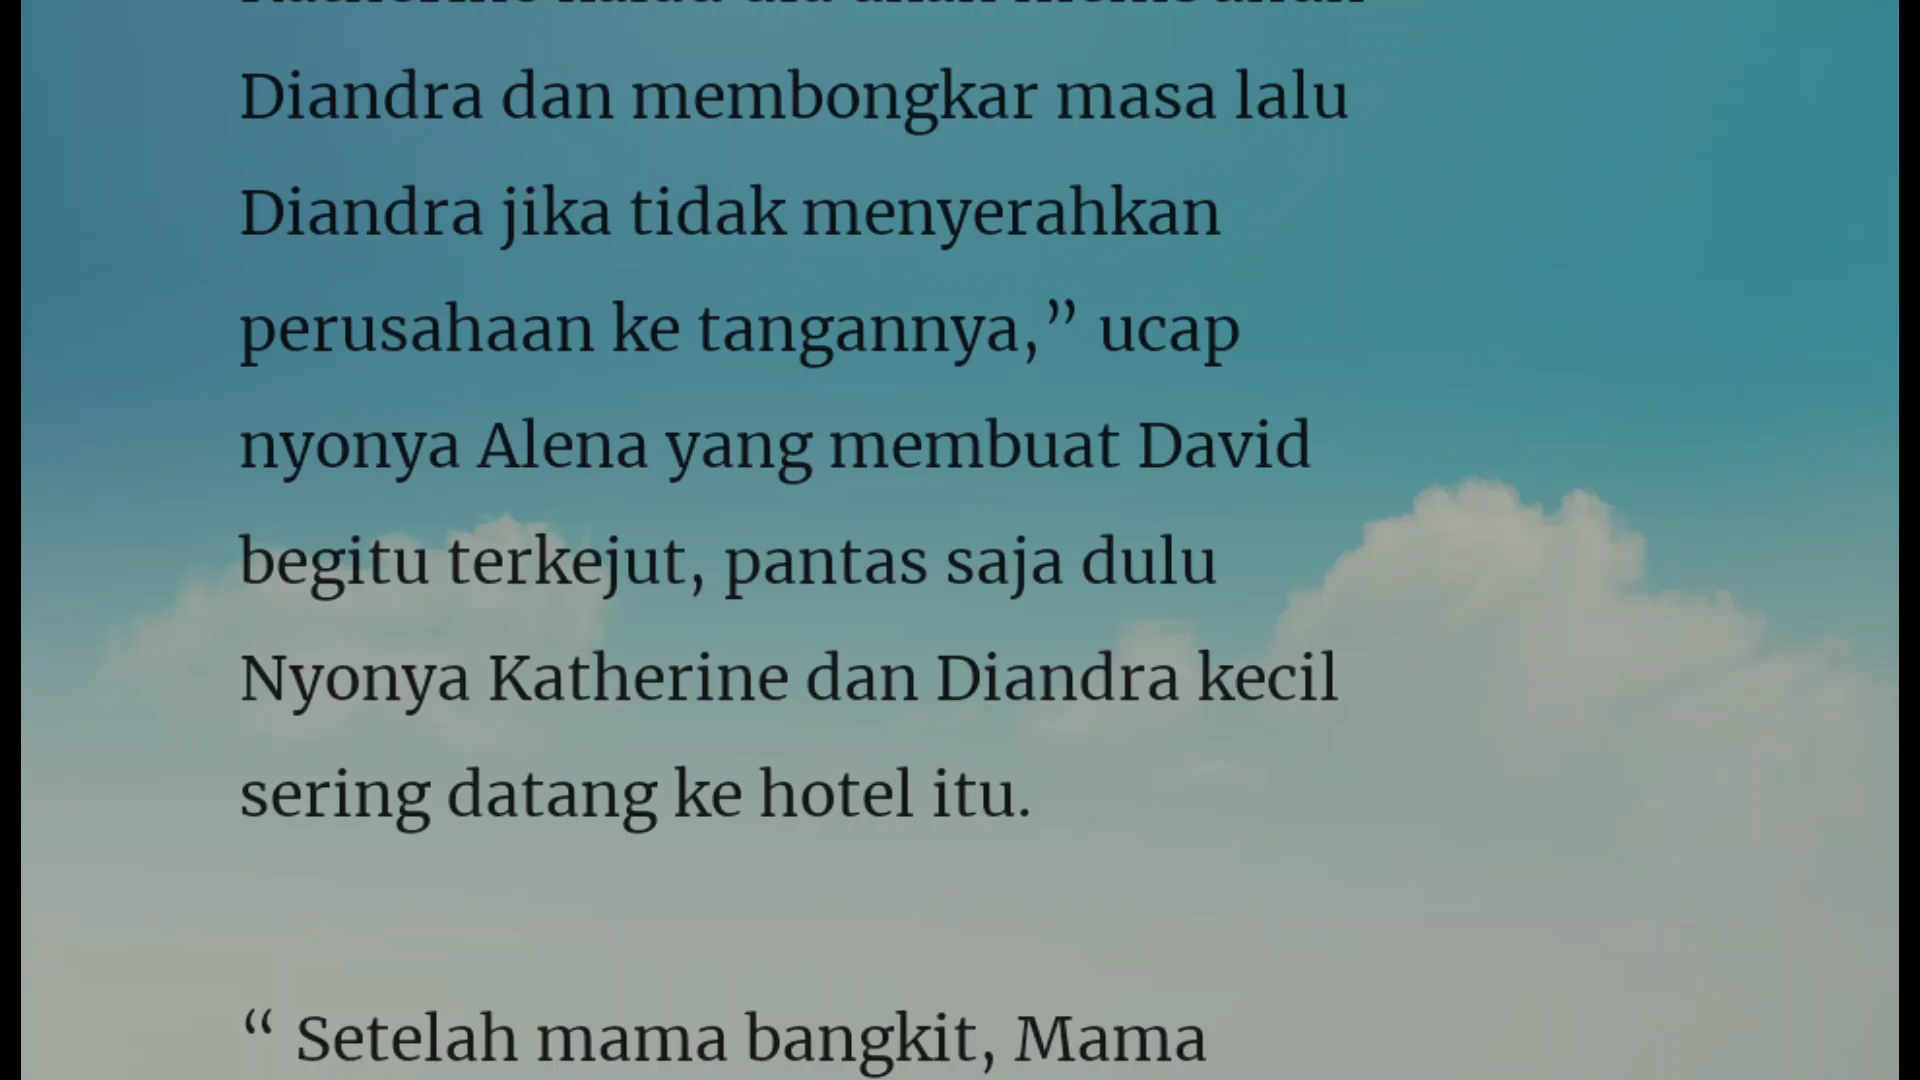 Diandra dan membongkar masa lalu
Diandra jika tidak menyerahkan
perusahaan ke tangannya,” ucap
nyonya Alena yang membuat David
begitu terkejut, pantas saja dulu
Nyonya Katherine dan Diandra kecil
sering datang ke hotel itu.
“ Setelah mama bangkit, Mama